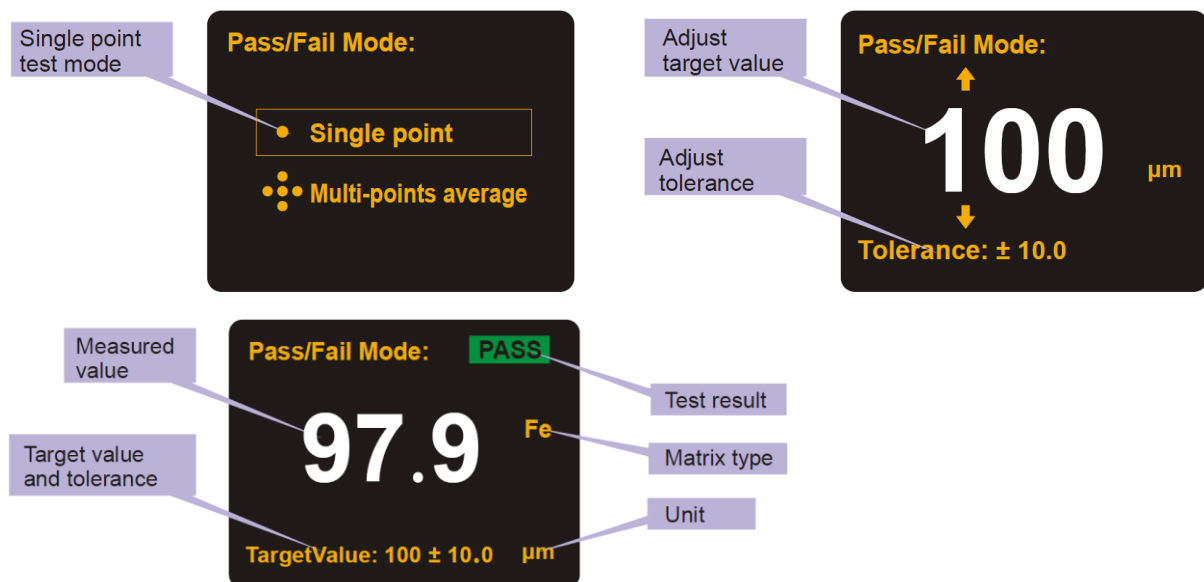 Single point
test mode
Pass/Fail Mode:
Single point
Multi-points average
Adjust
target value
Adjust
tolerance
Pass/Fail Mode:
100
µm
Tolerance: ± 10.0
Measured
value
Target value
and tolerance
Pass/Fail Mode: PASS
97.9 Fe
TargetValue: 100 ± 10.0 µm
Test result
Matrix type
Unit